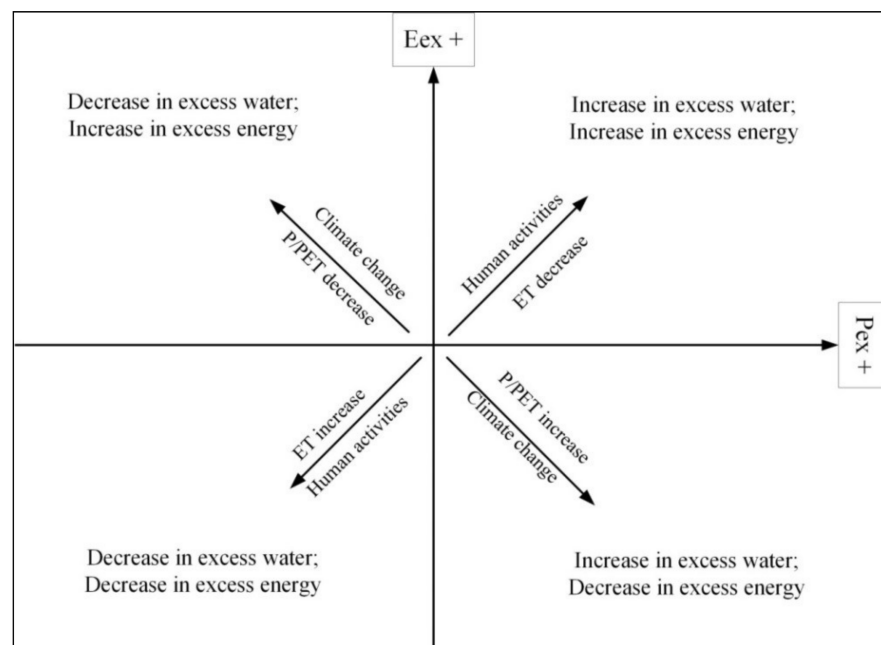 Eex +
Decrease in excess water;
Increase in excess energy
Increase in excess water;
Increase in excess energy
Climate change
P/PET decrease
Human activities
ET decrease
Pex +
ET increase
Human activities
P/PET increase
Climate change
Decrease in excess water;
Decrease in excess energy
Increase in excess water;
Decrease in excess energy